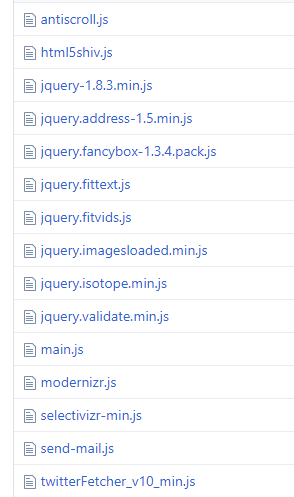 antiscroll.js
html5shiv.js
jquery-1.8.3.min.js
jquery.address-1.5.min.js
jquery.fancybox-1.3.4.pack.js
jquery.fittext.js
jquery.fitvids.js
jquery.imagesloaded.min.js
jquery.isotope.min.js
jquery.validate.min.js
main.js
modernizr.js
selectivizr-min.js
send-mail.js
twitterFetcher_v10_min.js